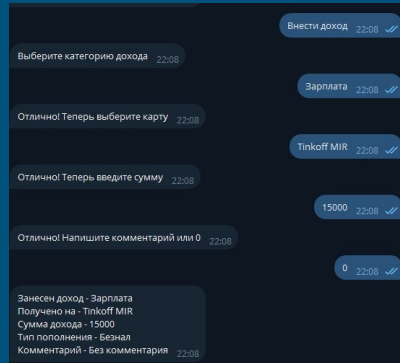 Внести доход 22:08
Выберите категорию дохода 22:08
Зарплата 22:08
Отлично! Теперь выберите карту 22:08
Tinkoff MIR 22:08
Отлично! Теперь введите сумму 22:08
15000 22:08
Отлично! Напишите комментарий или 0 22:08
0 22:08
Занесен доход - Зарплата
Получено на - Tinkoff MIR
Сумма дохода - 15000
Тип пополнения - Безнал
Комментарий - Без комментария 22:08